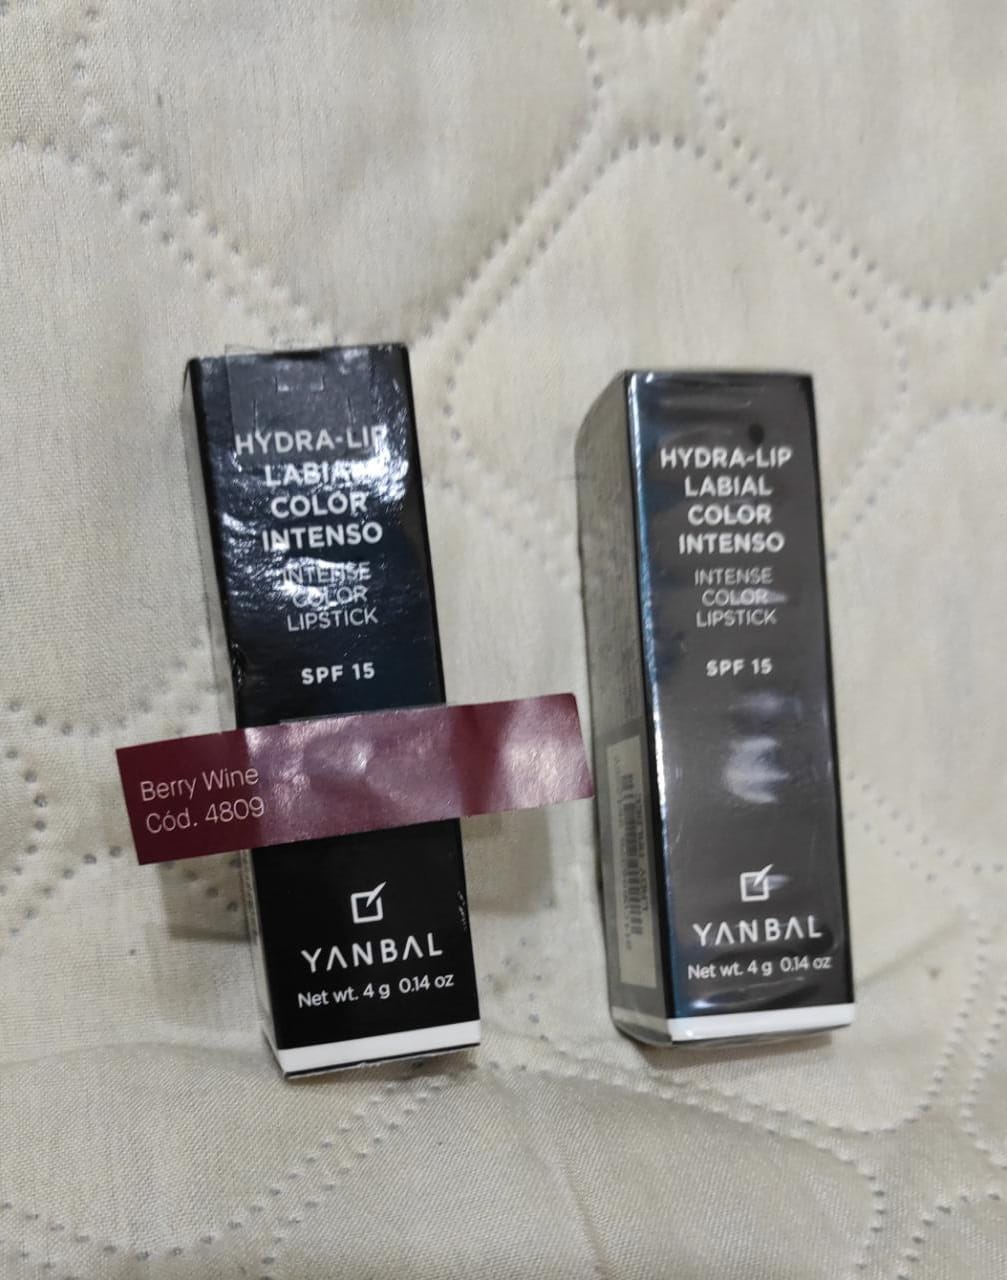 HYDRA-LIP
LABIAL
COLOR
INTENSO
INTENSE
COLOR
LIPSTICK
SPF 15
Berry Wine
Cód. 4809
YANBAL
Net wt. 4 g 0.14 oz
HYDRA-LIP
LABIAL
COLOR
INTENSO
INTENSE
COLOR
LIPSTICK
SPF 15
YANBAL
Net wt. 4 g 0.14 oz